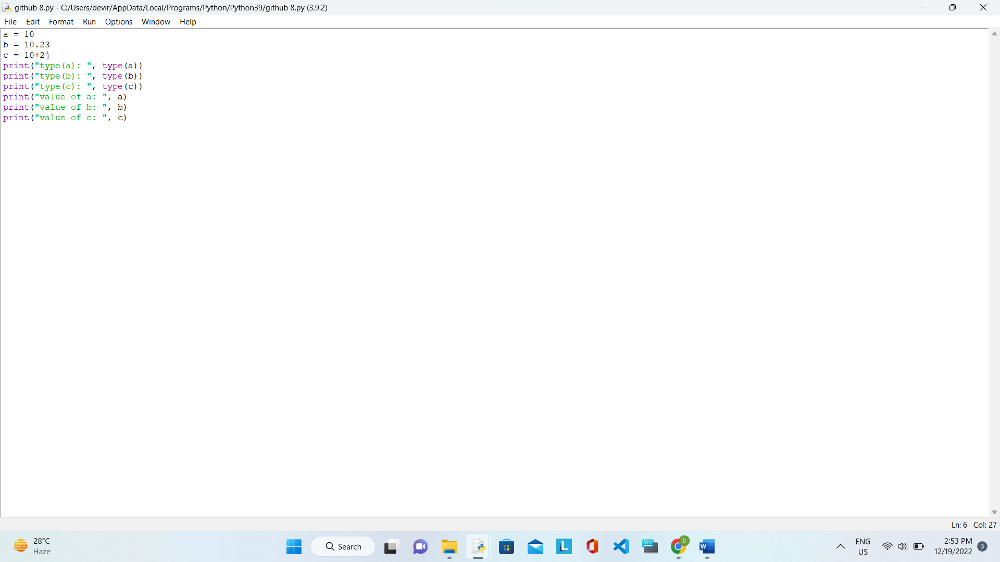 github 8.py - C:/Users/devir/AppData/Local/Programs/Python/Python39/github 8.py (3.9.2)
File Edit Format Run Options Window Help
a = 10
b = 10.23
c = 10+2j
print("type(a): ", type(a))
print("type(b): ", type(b))
print("type(c): ", type(c))
print("value of a: ", a)
print("value of b: ", b)
print("value of c: ", c)
Ln: 6 Col: 27
28°C
Haze
Search
L
D
W
ENG
US
2:53 PM
12/19/2022
3